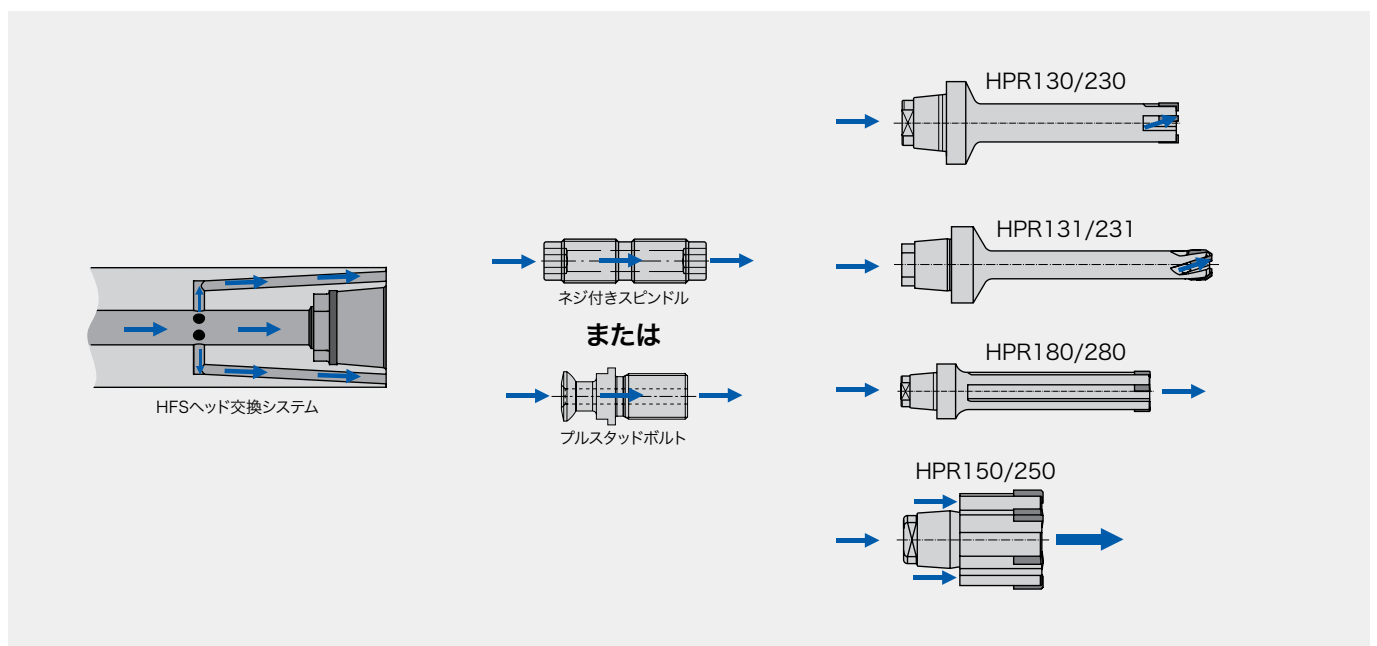 HFSヘッド交換システム
ネジ付きスピンドル
または
プルスタッドボルト
HPR130/230
HPR131/231
HPR180/280
HPR150/250